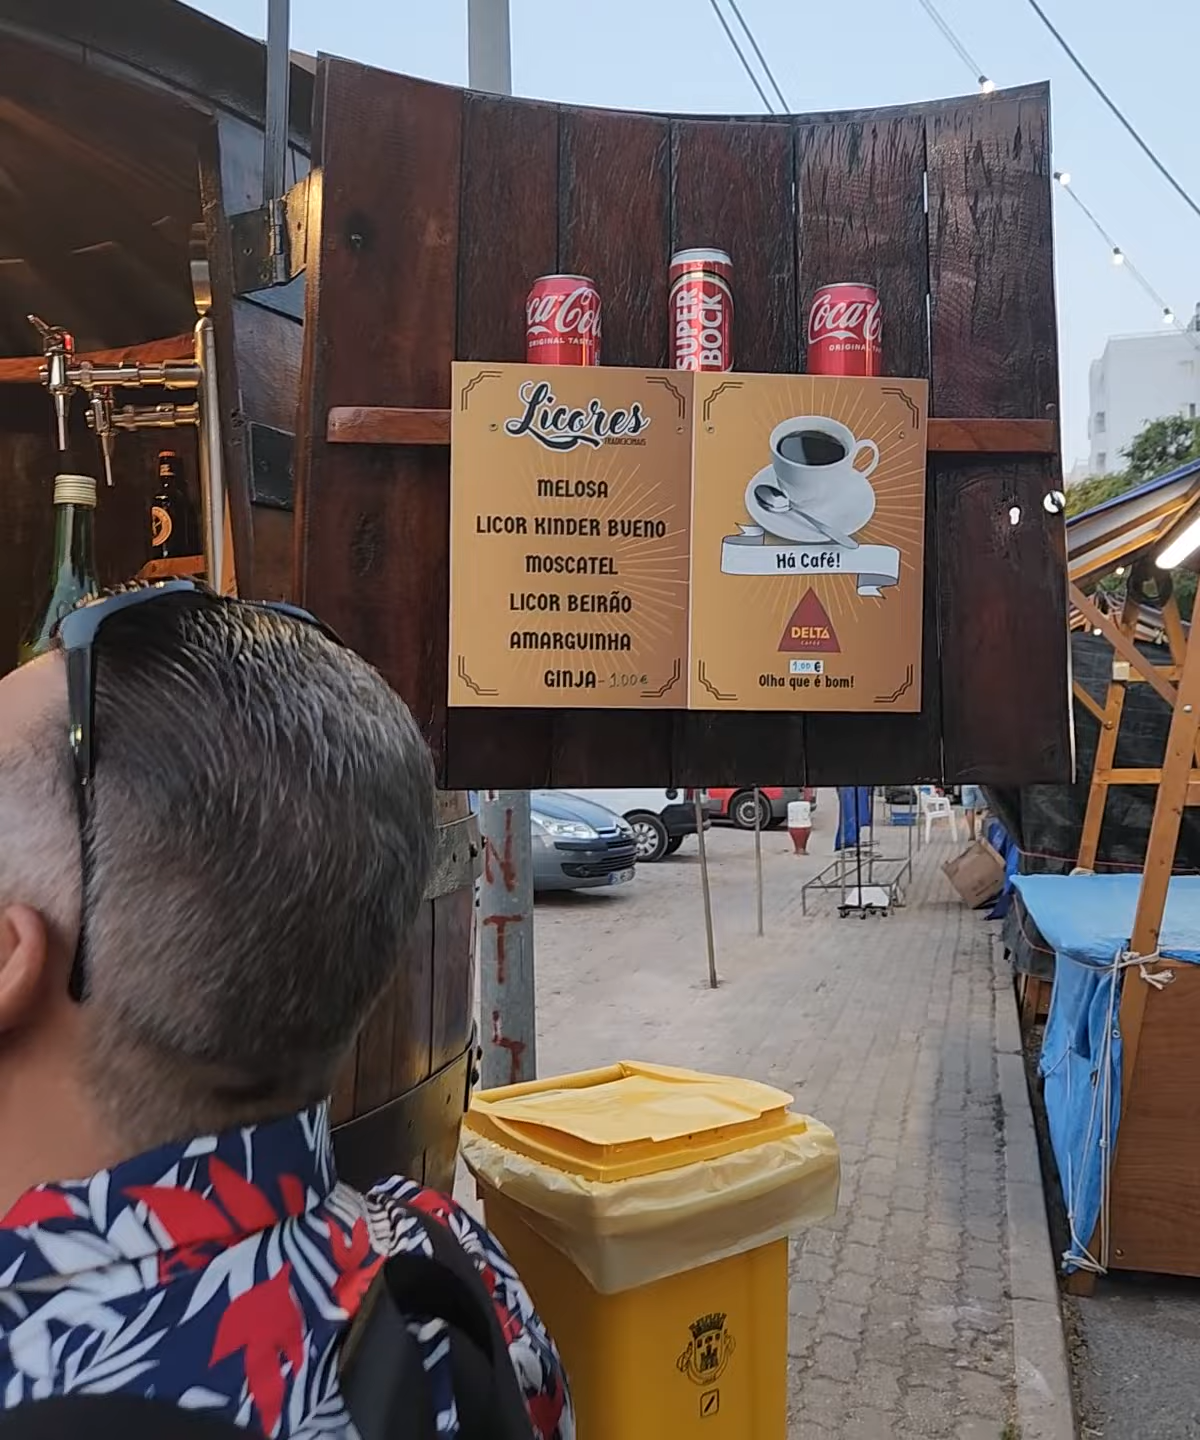 Coca-Cola
ORIGINAL TASTE
SUPER
BOCK
Coca-Cola
ORIGINAL TASTE
Licores
TRADICIONAIS
MELOSA
LICOR KINDER BUENO
MOSCATEL
LICOR BEIRÃO
AMARGUINHA
GINJA - 1.00€
Há Café!
DELTA
CAFÉS
1.00 €
Olha que é bom!